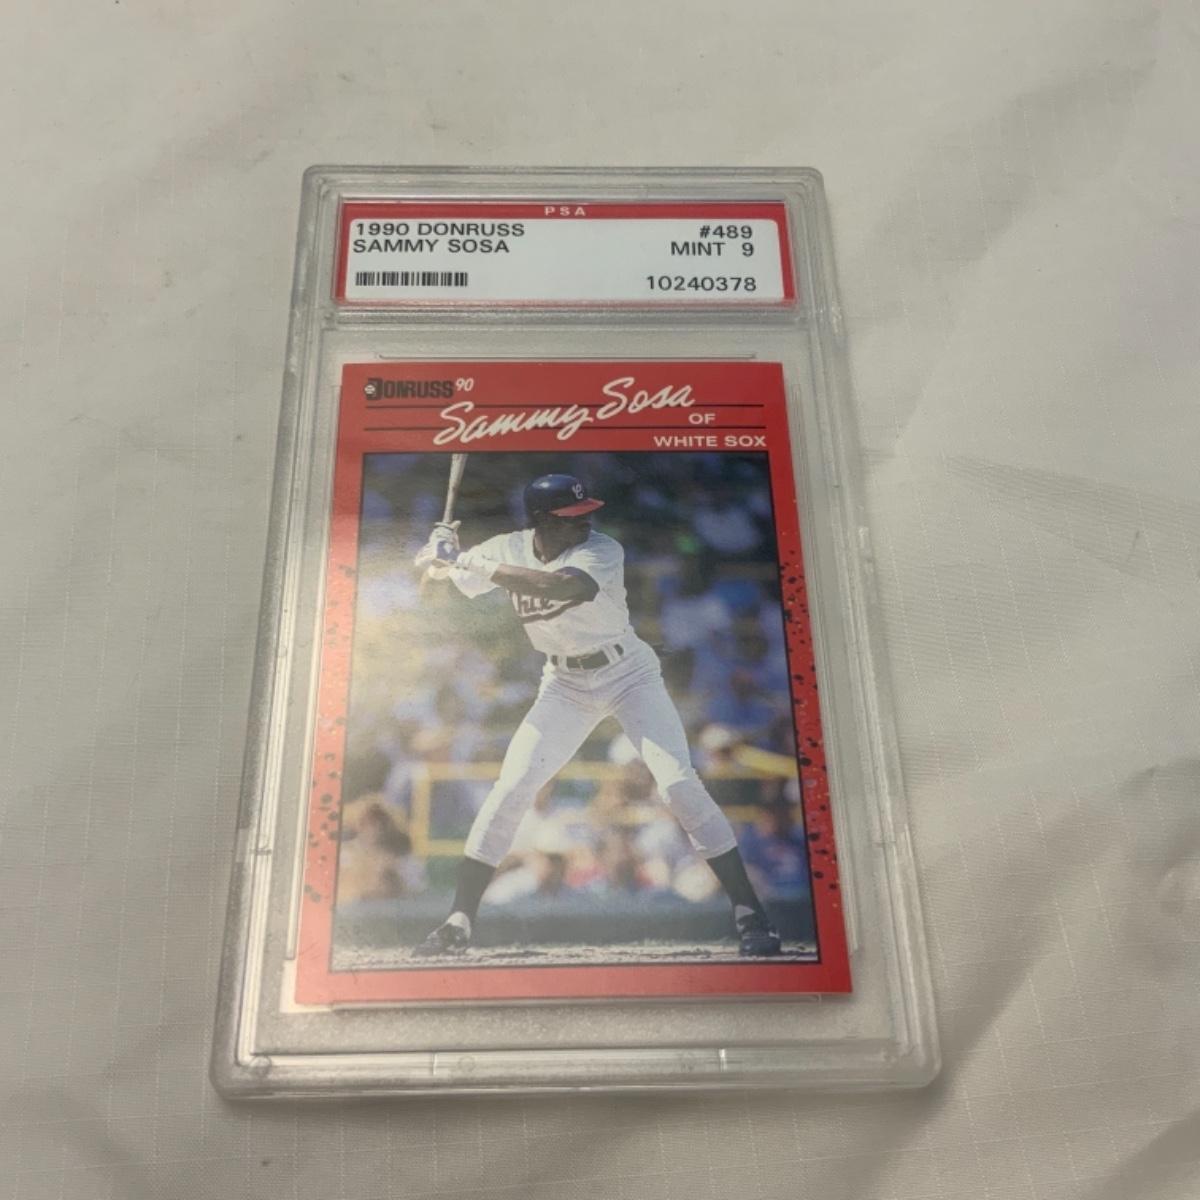 PSA
1990 DONRUSS #489
SAMMY SOSA MINT 9
10240378
DONRUSS 90
Sammy Sosa
OF
WHITE SOX
C